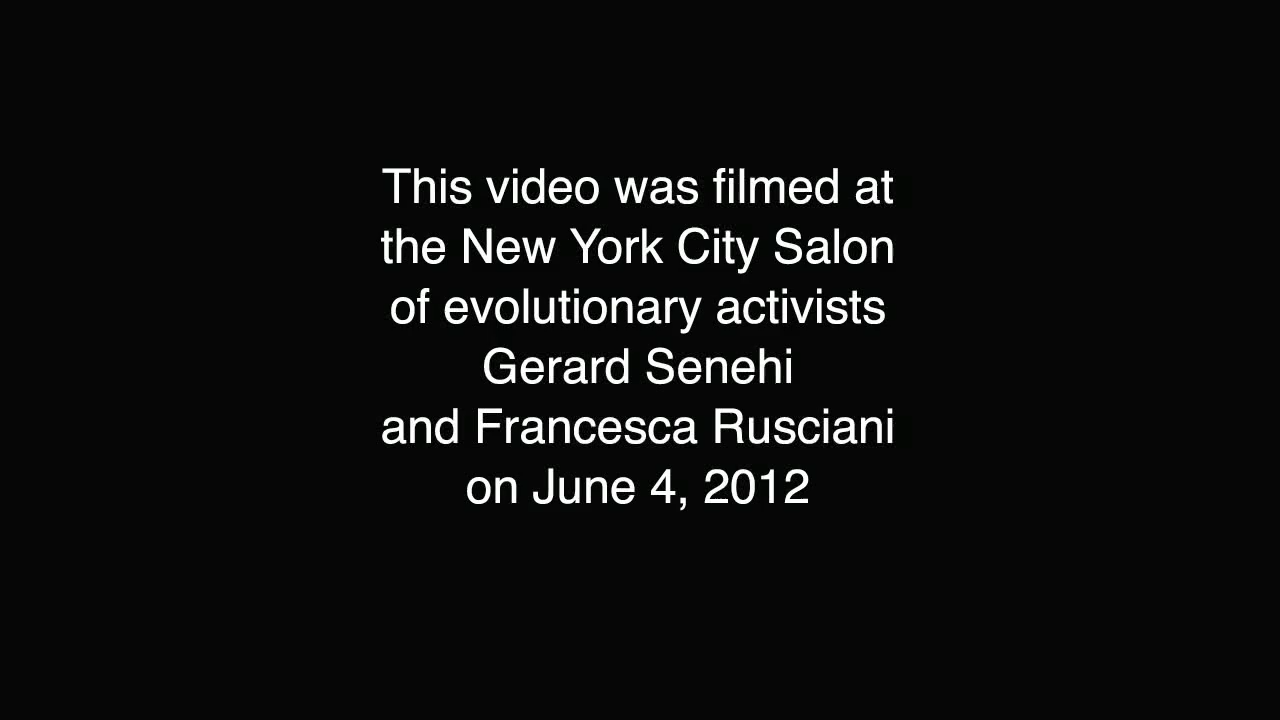 This video was filmed at
the New York City Salon
of evolutionary activists
Gerard Senehi
and Francesca Rusciani
on June 4, 2012